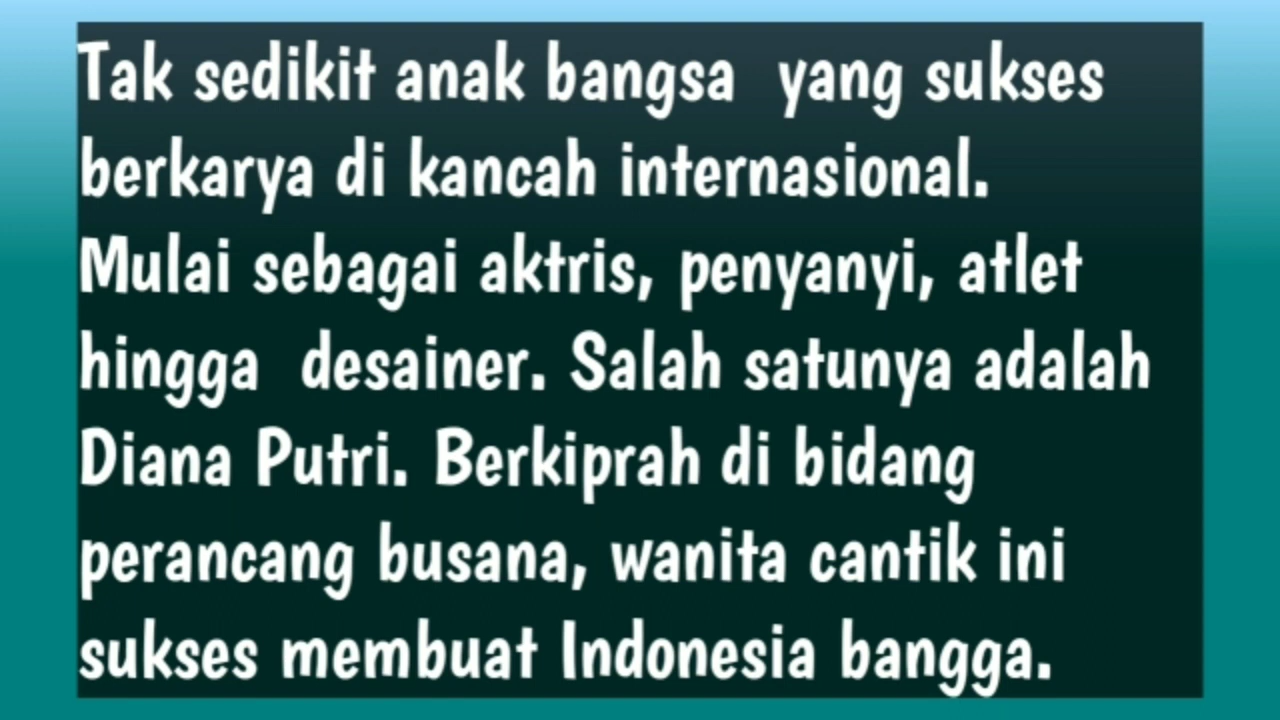 Tak sedikit anak bangsa  yang sukses
berkarya di kancah internasional.
Mulai sebagai aktris, penyanyi, atlet
hingga  desainer. Salah satunya adalah
Diana Putri. Berkiprah di bidang
perancang busana, wanita cantik ini
sukses membuat Indonesia bangga.